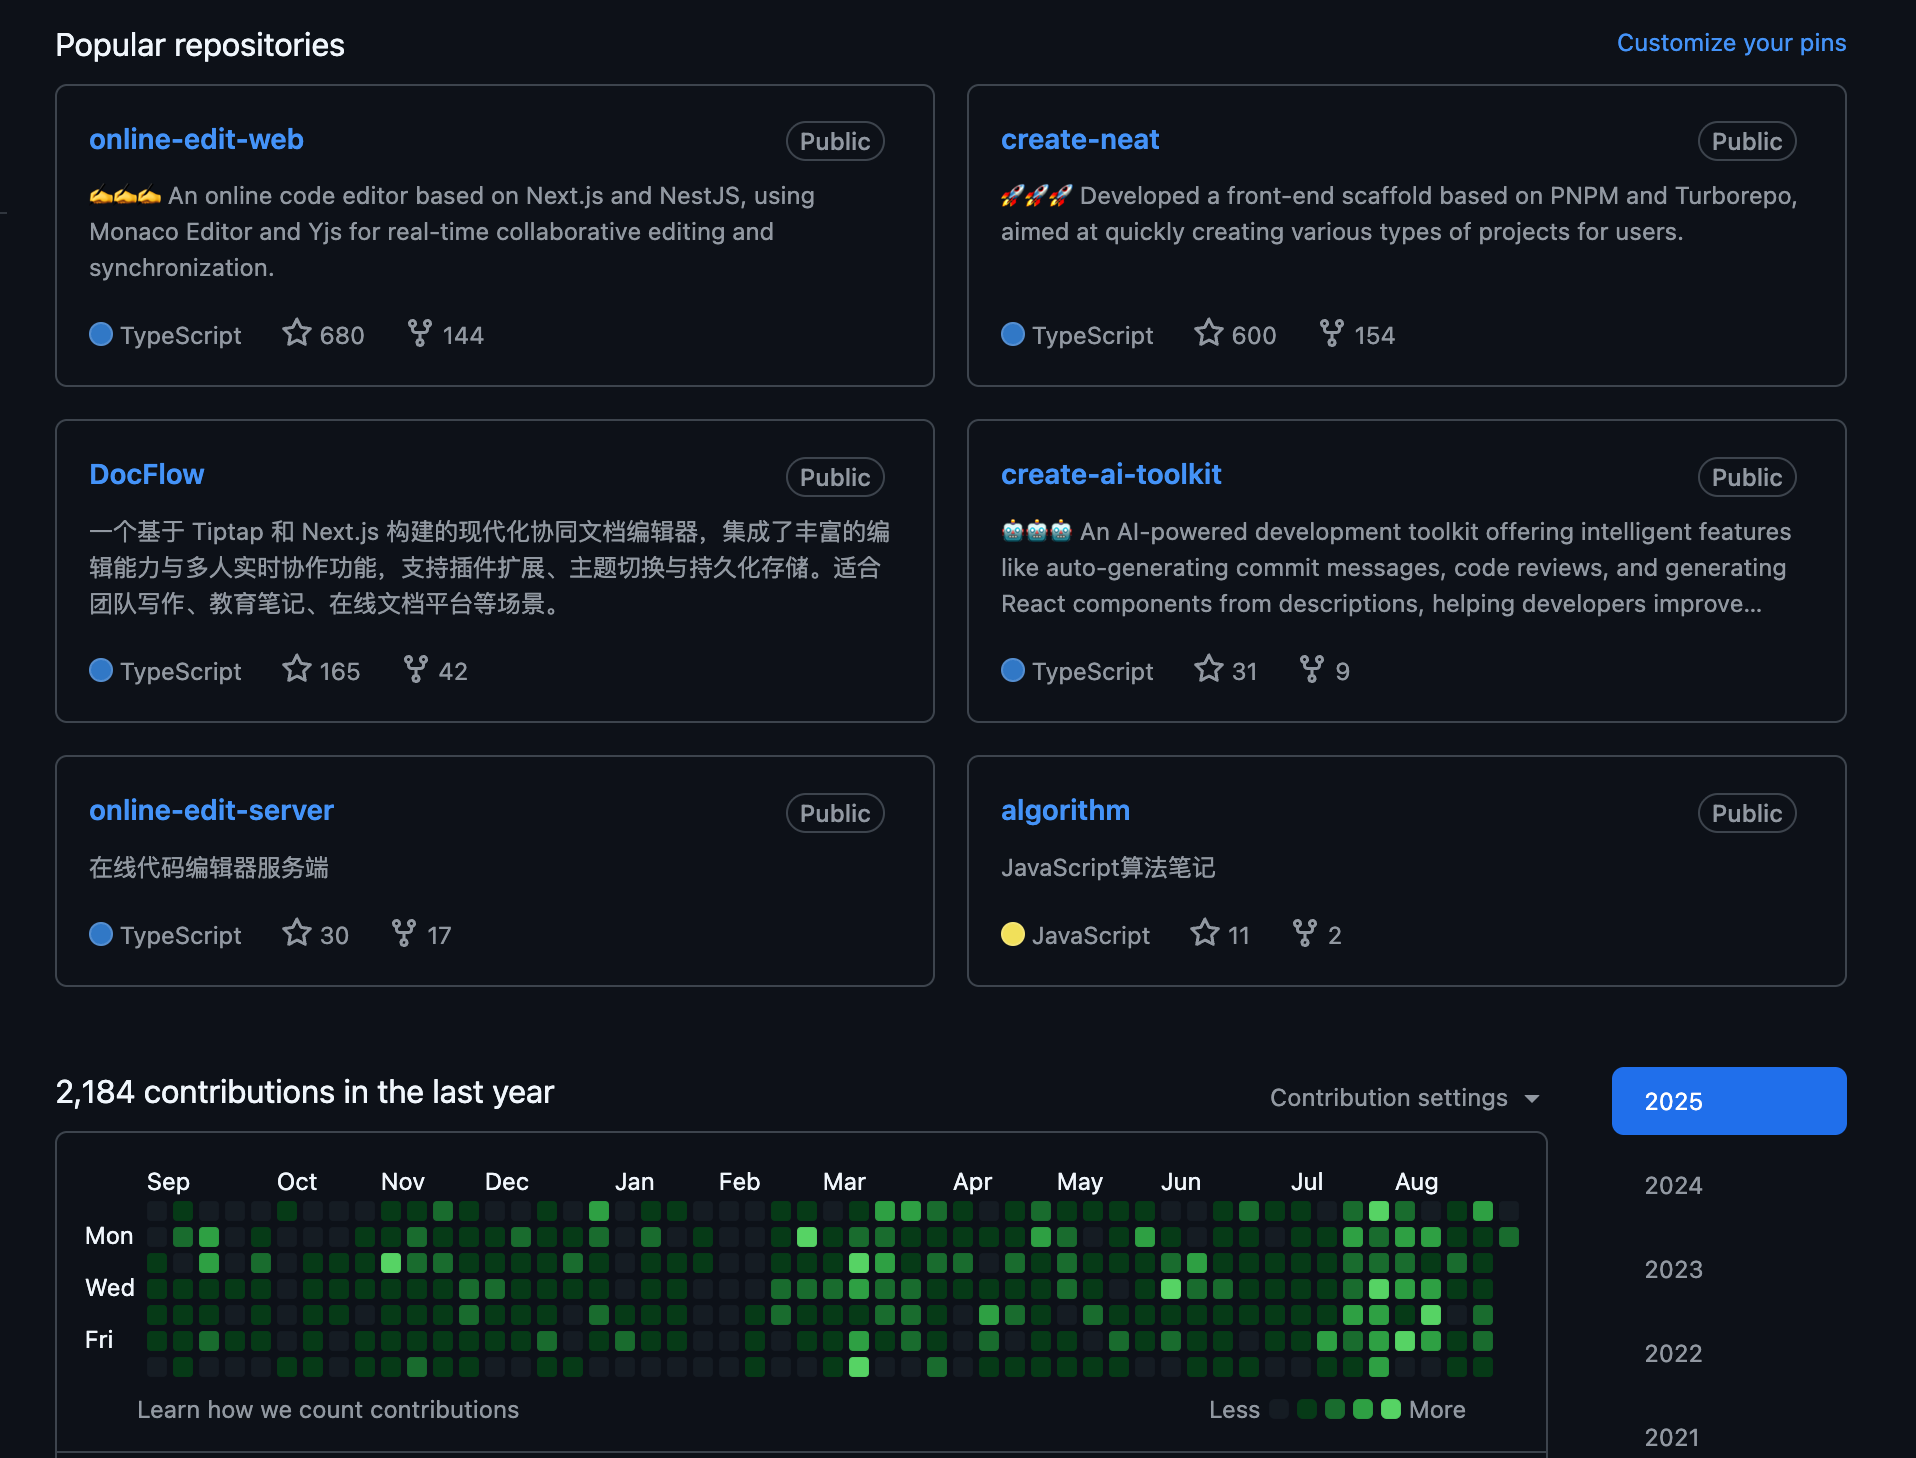 Popular repositories
Customize your pins
online-edit-web
Public
✍️✍️✍️ An online code editor based on Next.js and NestJS, using
Monaco Editor and Yjs for real-time collaborative editing and
synchronization.
TypeScript 680 144
create-neat
Public
🚀🚀🚀 Developed a front-end scaffold based on PNPM and Turborepo,
aimed at quickly creating various types of projects for users.
TypeScript 600 154
DocFlow
Public
一个基于 Tiptap 和 Next.js 构建的现代化协同文档编辑器，集成了丰富的编
辑能力与多人实时协作功能，支持插件扩展、主题切换与持久化存储。适合
团队写作、教育笔记、在线文档平台等场景。
TypeScript 165 42
create-ai-toolkit
Public
🤖🤖🤖 An AI-powered development toolkit offering intelligent features
like auto-generating commit messages, code reviews, and generating
React components from descriptions, helping developers improve...
TypeScript 31 9
online-edit-server
Public
在线代码编辑器服务端
TypeScript 30 17
algorithm
Public
JavaScript算法笔记
JavaScript 11 2
2,184 contributions in the last year
Contribution settings
Sep Oct Nov Dec Jan Feb Mar Apr May Jun Jul Aug
Mon
Wed
Fri
Learn how we count contributions
Less More
2025
2024
2023
2022
2021